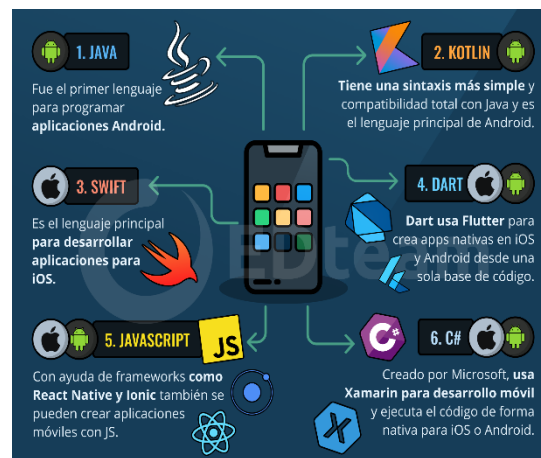 1. JAVA
Fue el primer lenguaje
para programar
aplicaciones Android.
2. KOTLIN
Tiene una sintaxis más simple y
compatibilidad total con Java y es
el lenguaje principal de Android.
3. SWIFT
Es el lenguaje principal
para desarrollar
aplicaciones para
iOS.
4. DART
Dart usa Flutter para
crea apps nativas en iOS
y Android desde una
sola base de código.
EDteam
5. JAVASCRIPT
JS
Con ayuda de frameworks como
React Native y Ionic también se
pueden crear aplicaciones
móviles con JS.
C#
6. C#
Creado por Microsoft, usa
Xamarin para desarrollo móvil
y ejecuta el código de forma
nativa para iOS o Android.